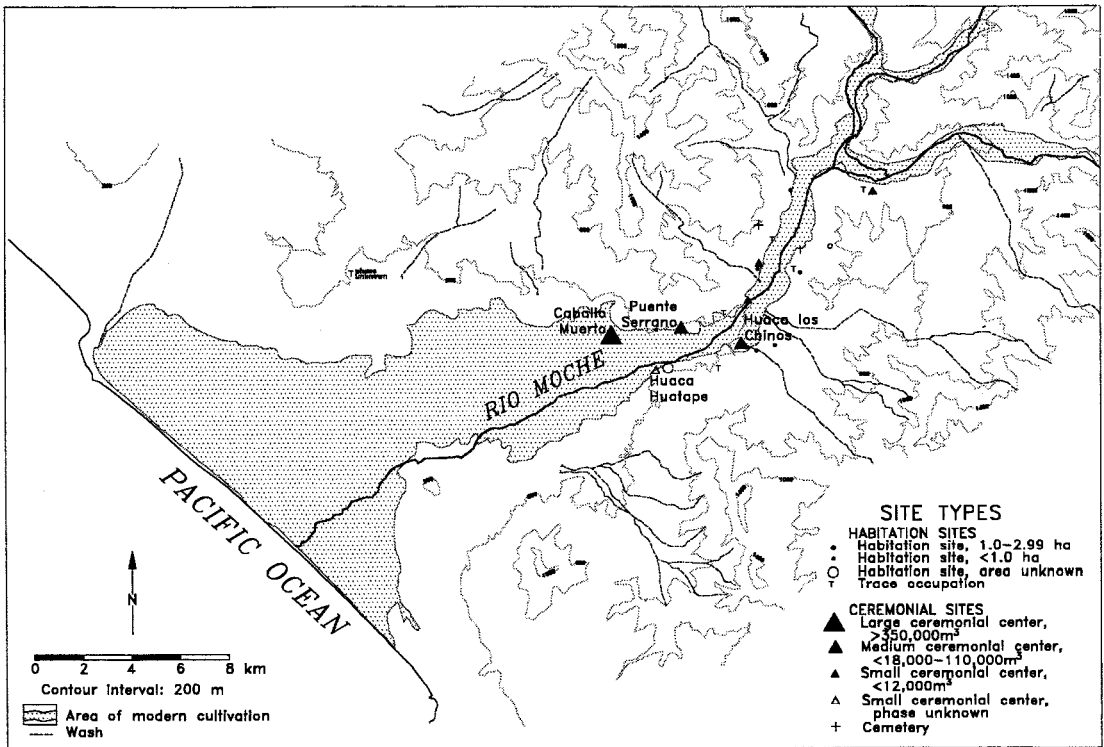 Caballo
Muerto
Puente
Serrano
Huaca los
Chinos
Huaca
Huatape
phase
unknown
RIO MOCHE
PACIFIC OCEAN
N
0 2 4 6 8 km
Contour interval: 200 m
Area of modern cultivation
Wash
SITE TYPES
HABITATION SITES
Habitation site, 1.0-2.99 ha
Habitation site, <1.0 ha
Habitation site, area unknown
T Trace occupation
CEREMONIAL SITES
Large ceremonial center,
>350,000m³
Medium ceremonial center,
<18,000-110,000m³
Small ceremonial center,
<12,000m³
Small ceremonial center,
phase unknown
Cemetery